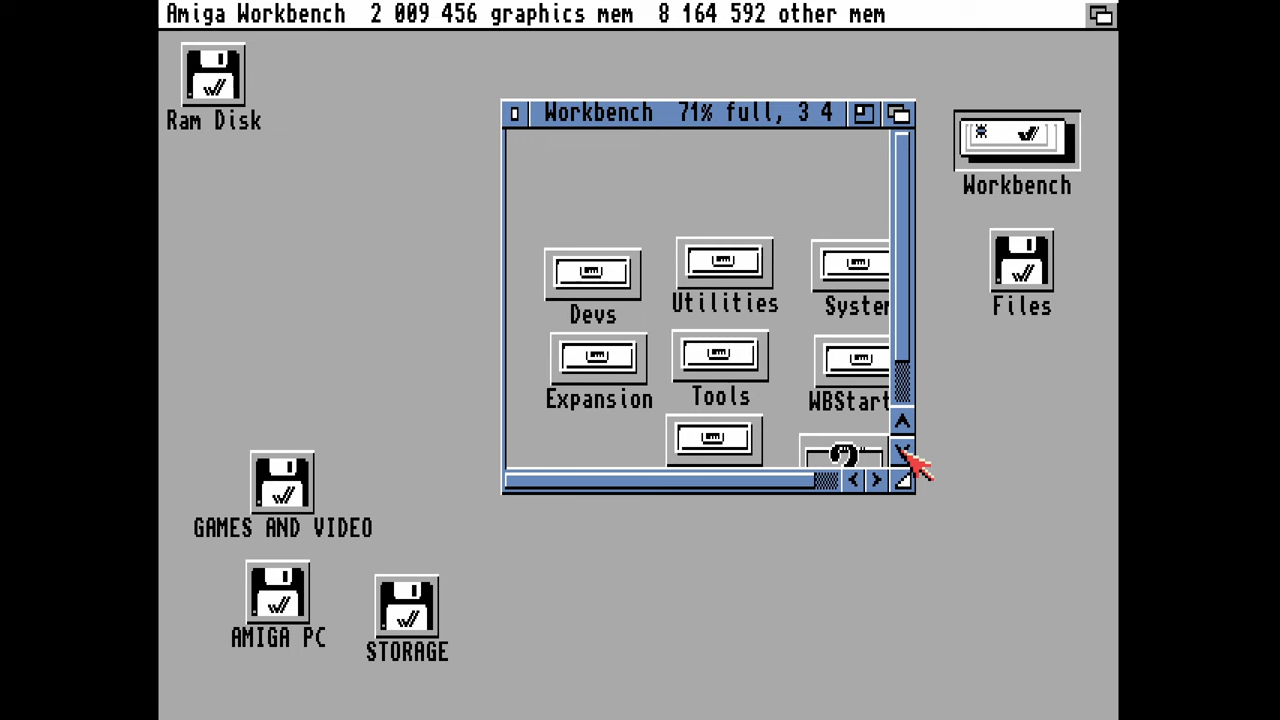 Amiga Workbench  2 009 456 graphics mem  8 164 592 other mem
Ram Disk
Workbench  71% full, 3 4
Workbench
Devs
Utilities
System
Files
Expansion
Tools
WBStart
GAMES AND VIDEO
AMIGA PC
STORAGE